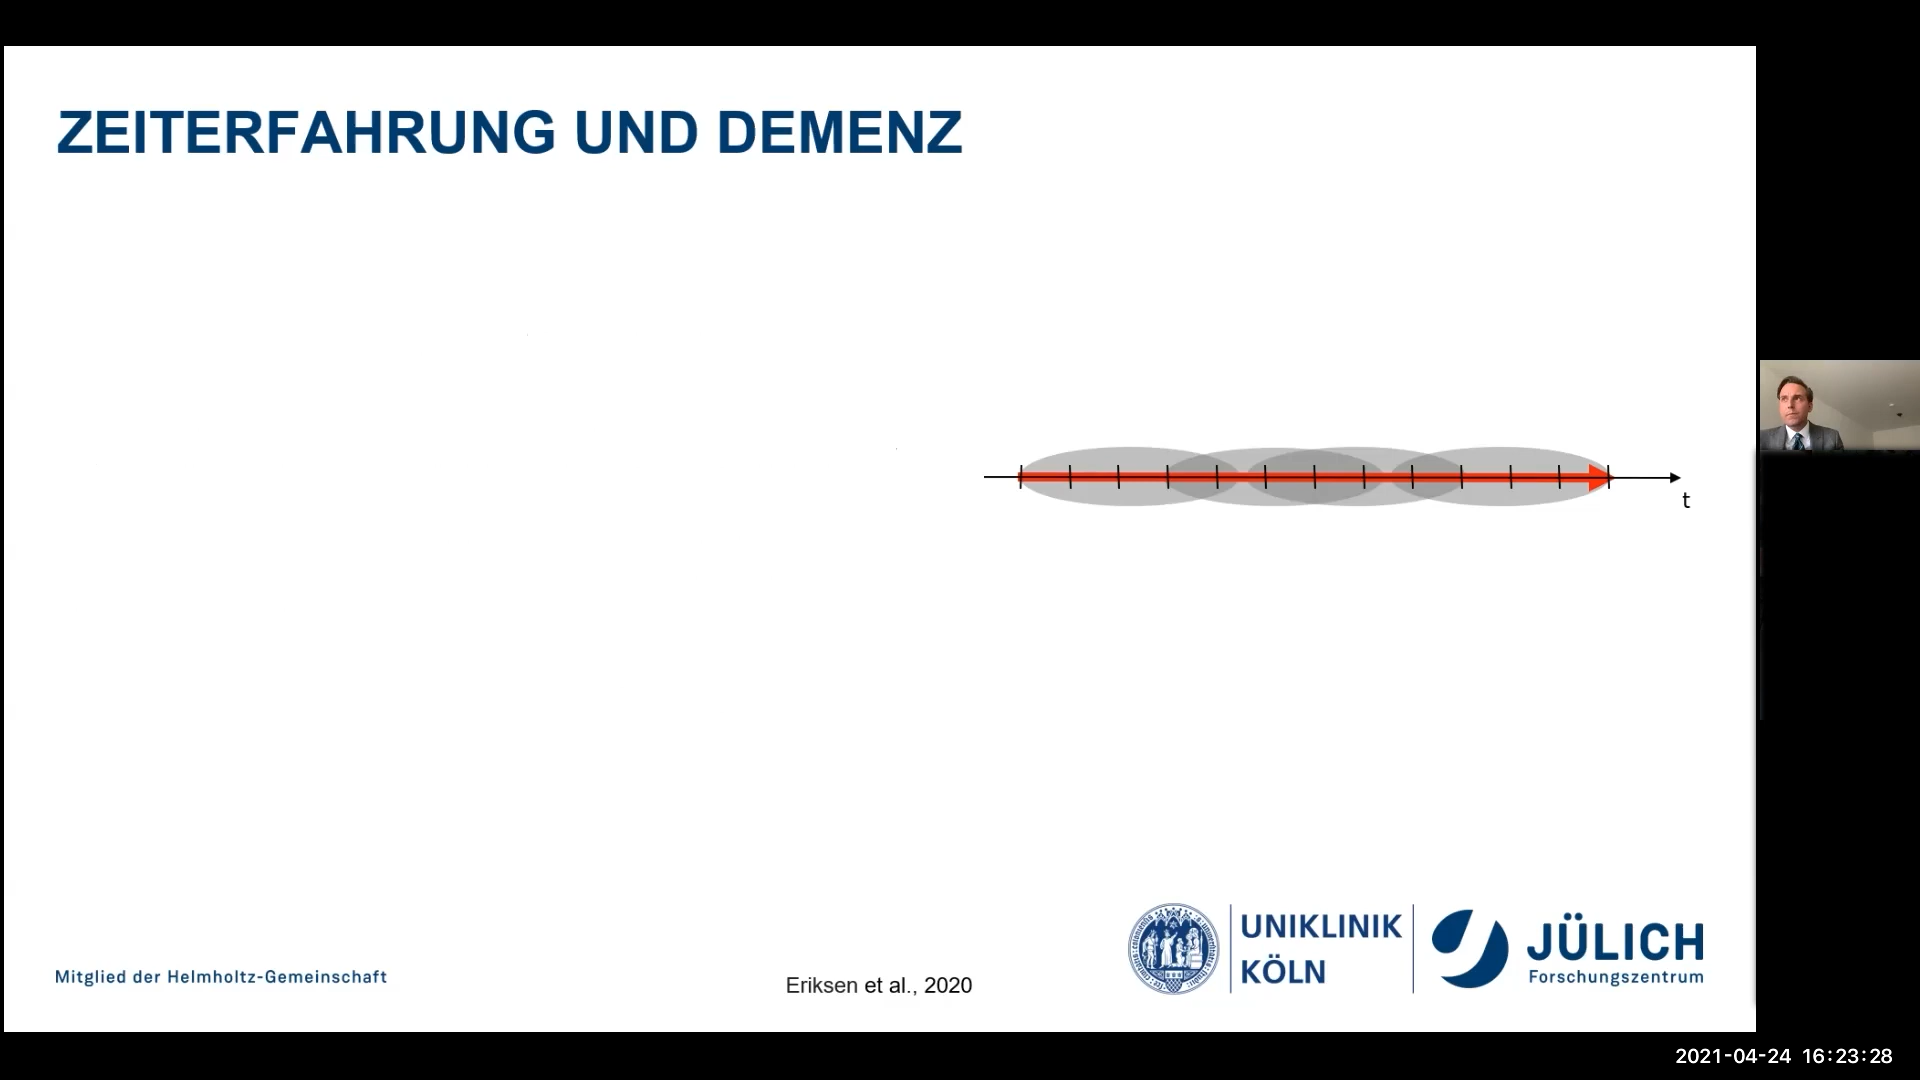 ZEITERFAHRUNG UND DEMENZ
t
UNIKLINIK
KÖLN
JÜLICH
Forschungszentrum
Mitglied der Helmholtz-Gemeinschaft
Eriksen et al., 2020
2021-04-24 16:23:28